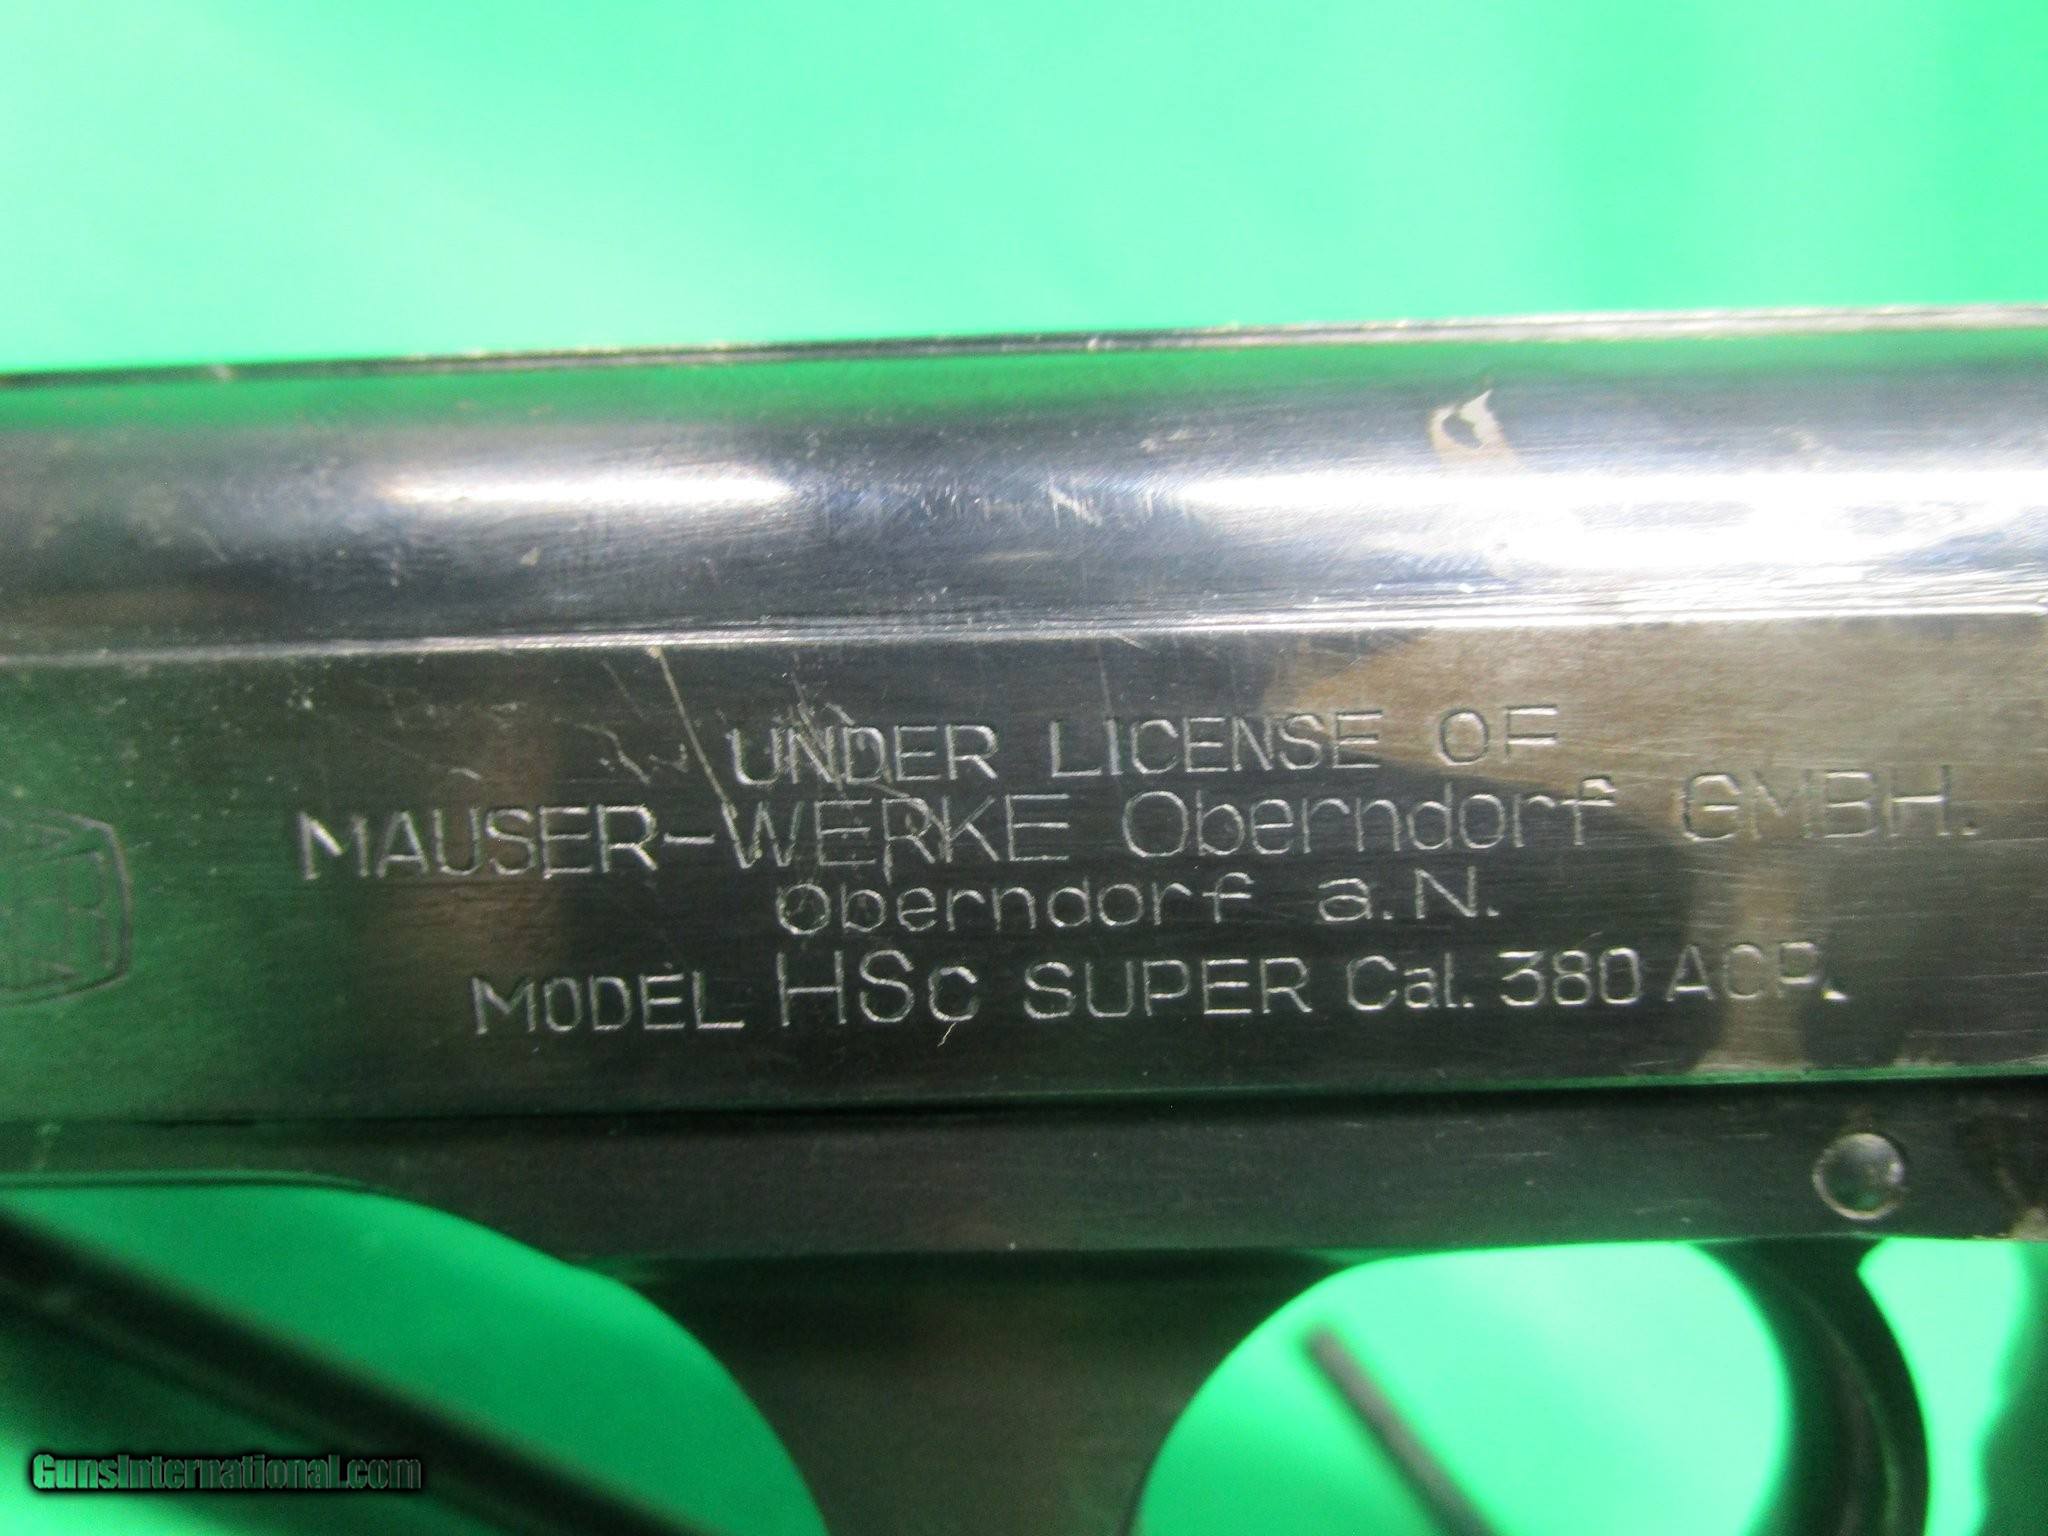 UNDER LICENSE OF
MAUSER-WERKE Oberndorf GMBH.
Oberndorf a.N.
MODEL HSc SUPER Cal. 380 ACP.
GunsInternational.com